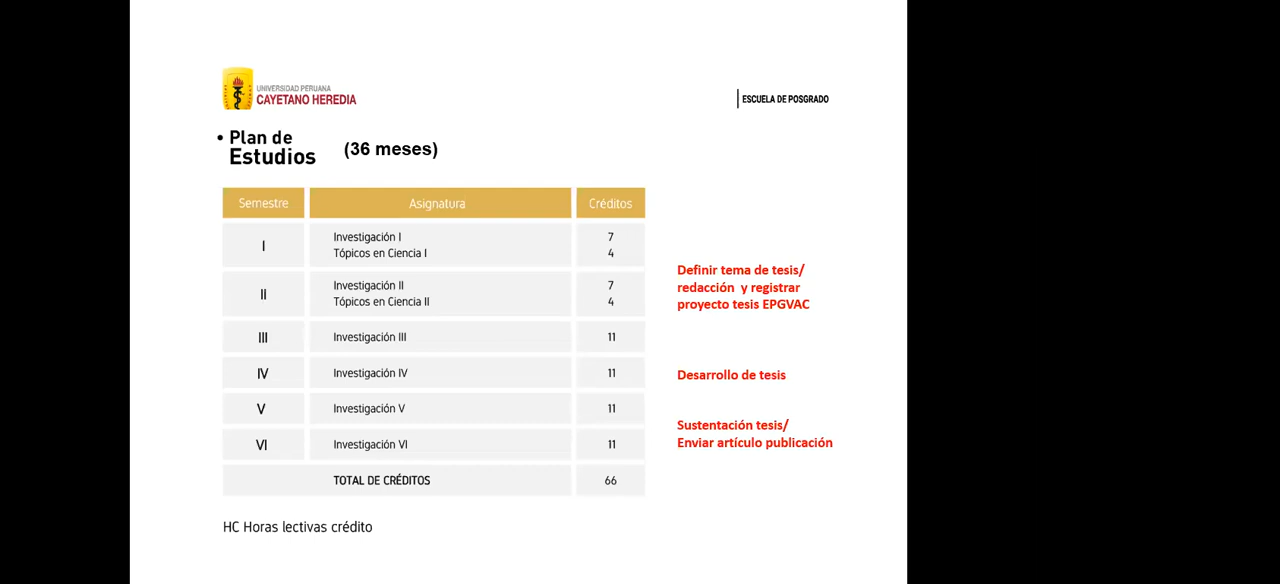 UNIVERSIDAD PERUANA
CAYETANO HEREDIA
ESCUELA DE POSGRADO
• Plan de
Estudios (36 meses)
Semestre Asignatura Créditos
I Investigación I 7
Tópicos en Ciencia I 4
II Investigación II 7
Tópicos en Ciencia II 4
Definir tema de tesis/
redacción y registrar
proyecto tesis EPGVAC
III Investigación III 11
IV Investigación IV 11
Desarrollo de tesis
V Investigación V 11
VI Investigación VI 11
Sustentación tesis/
Enviar artículo publicación
TOTAL DE CRÉDITOS 66
HC Horas lectivas crédito